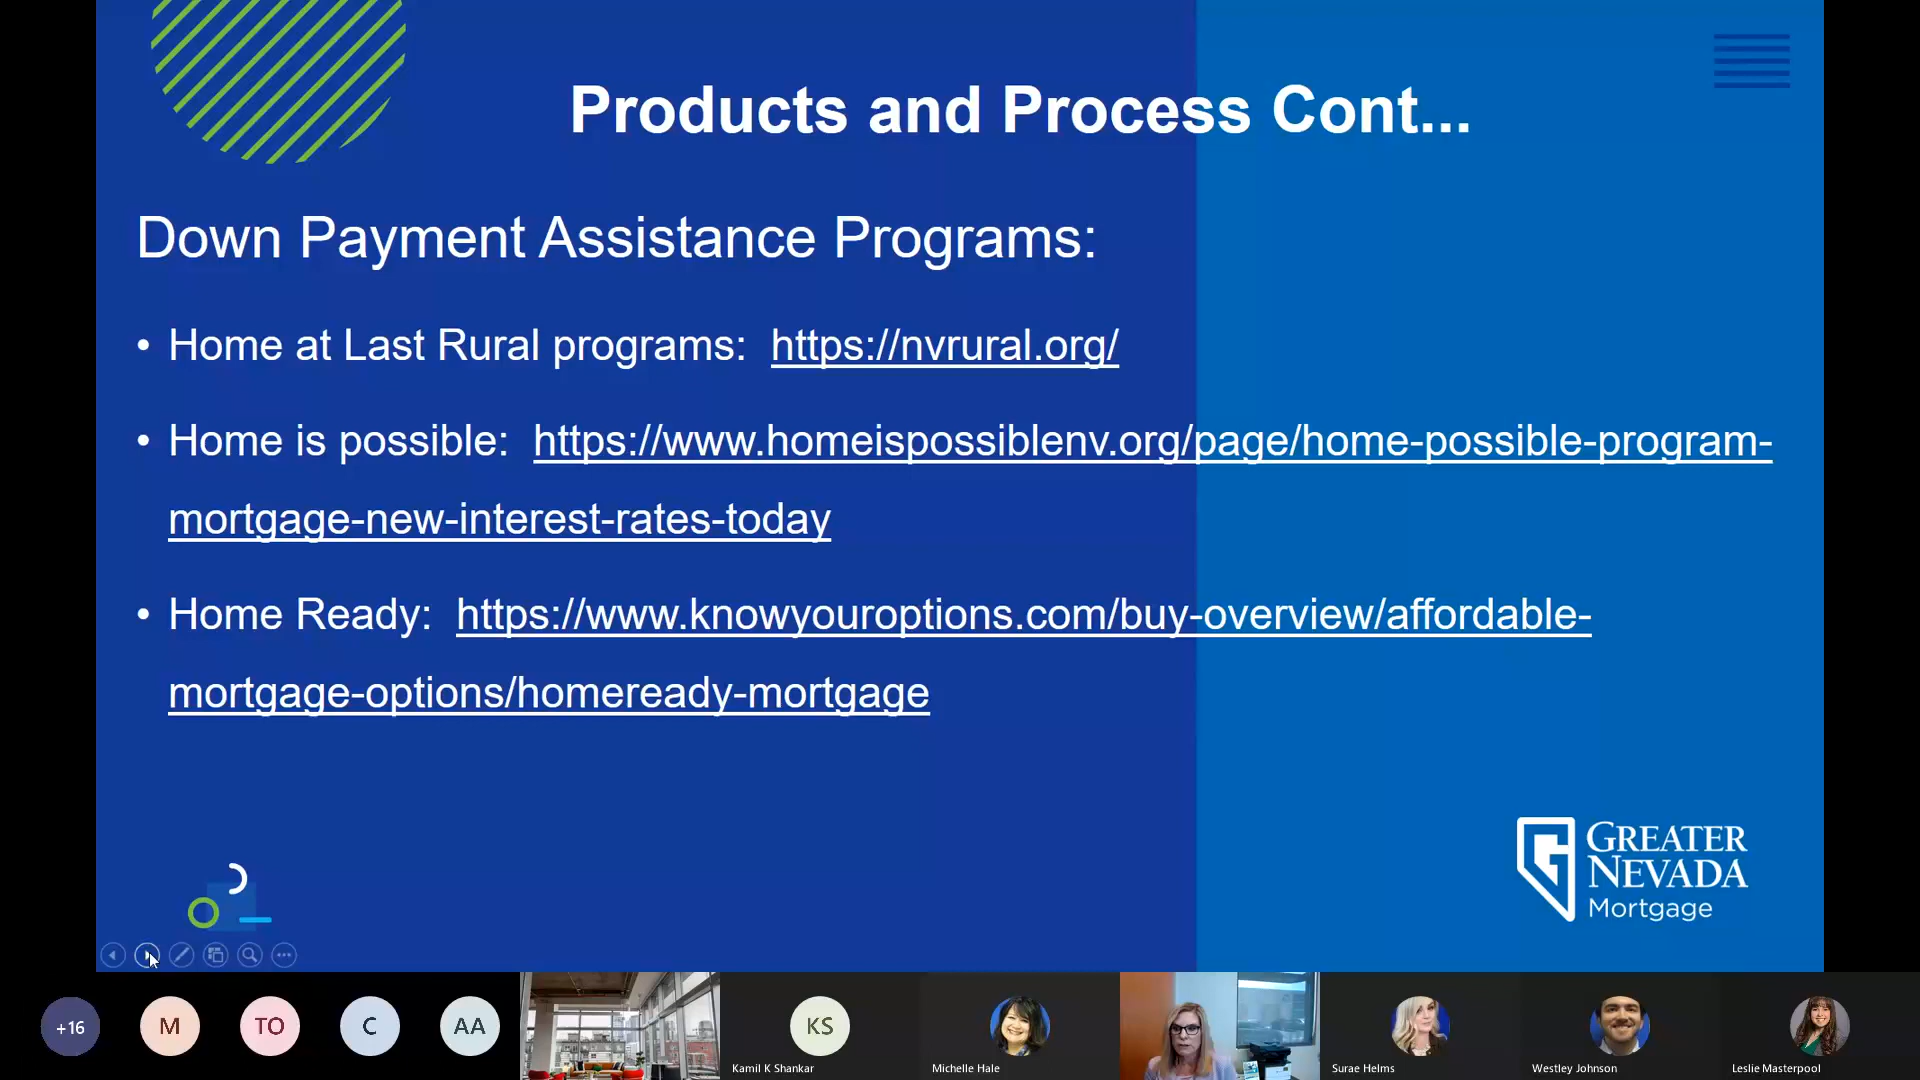 Products and Process Cont...
Down Payment Assistance Programs:
• Home at Last Rural programs: https://nvrural.org/
• Home is possible: https://www.homeispossiblenv.org/page/home-possible-program-
mortgage-new-interest-rates-today
• Home Ready: https://www.knowyouroptions.com/buy-overview/affordable-
mortgage-options/homeready-mortgage
GREATER
NEVADA
Mortgage
+16
M
TO
C
AA
KS
Kamil K Shankar
Michelle Hale
Surae Helms
Westley Johnson
Leslie Masterpool